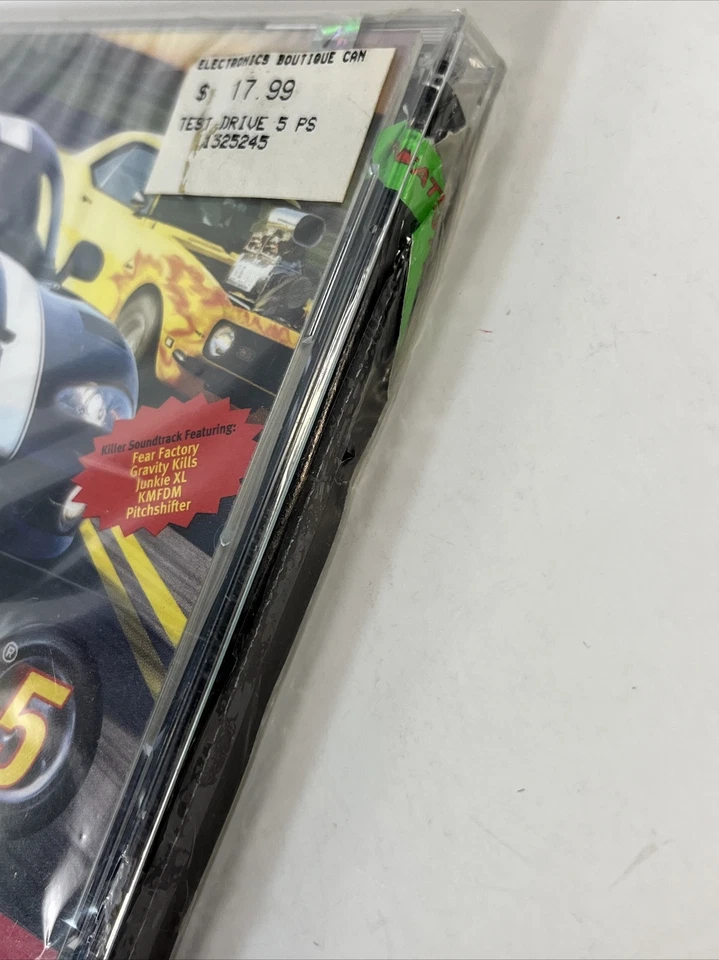 ELECTRONICS BOUTIQUE CAN
$ 17.99
TEST DRIVE 5 PS
1325245
Killer Soundtrack Featuring:
Fear Factory
Gravity Kills
Junkie XL
KMFDM
Pitchshifter
®
5